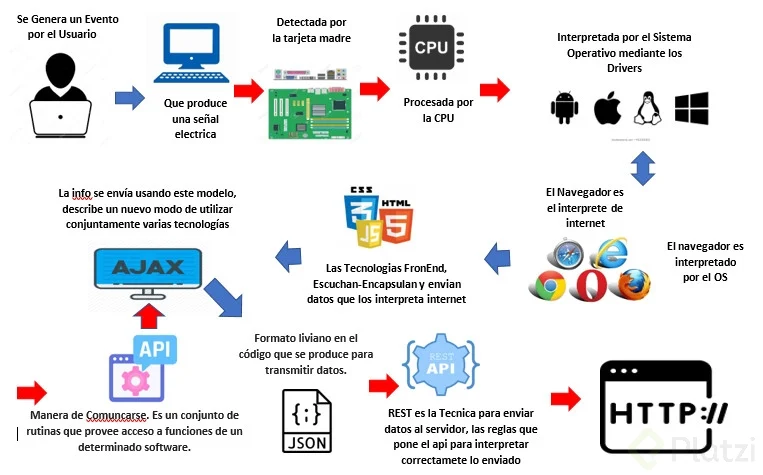 Se Genera un Evento
por el Usuario
Que produce
una señal
electrica
Detectada por
la tarjeta madre
CPU
Procesada por
la CPU
Interpretada por el Sistema
Operativo mediante los
Drivers
El Navegador es
el interprete de
internet
El navegador es
interpretado
por el OS
CSS
HTML
3
JS
5
Las Tecnologias FronEnd,
Escuchan-Encapsulan y envian
datos que los interpreta internet
La info se envía usando este modelo,
describe un nuevo modo de utilizar
conjuntamente varias tecnologías
AJAX
API
Manera de Comuncarse. Es un conjunto de
rutinas que provee acceso a funciones de un
determinado software.
Formato liviano en el
código que se produce para
transmitir datos.
{;}
JSON
REST
API
REST es la Tecnica para enviar
datos al servidor, las reglas que
pone el api para interpretar
correctamete lo enviado
HTTP://
Platzi